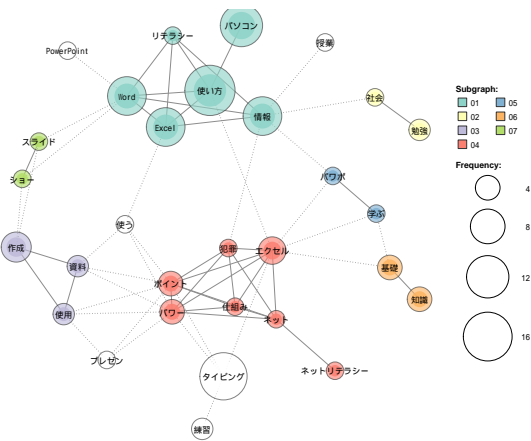 パソコン
リテラシー
授業
PowerPoint
使い方
Word
社会
情報
Excel
勉強
スライド
パワポ
ショー
学ぶ
使う
作成
犯罪
エクセル
資料
基礎
ポイント
知識
仕組み
使用
パワー
ネット
プレゼン
ネットリテラシー
タイピング
練習
Subgraph:
01 05
02 06
03 07
04
Frequency:
4
8
12
16